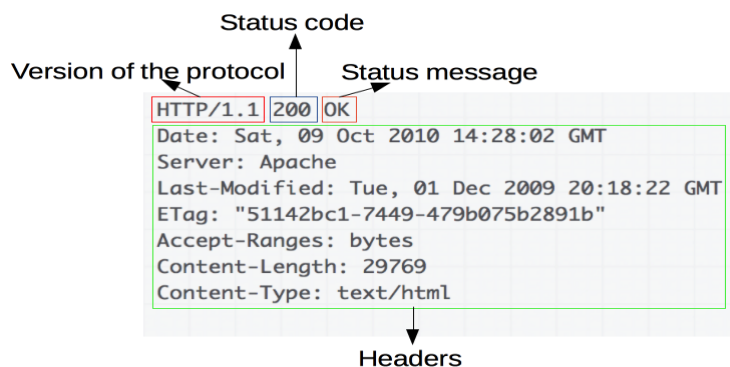 Status code
Version of the protocol
Status message
HTTP/1.1 200 OK
Date: Sat, 09 Oct 2010 14:28:02 GMT
Server: Apache
Last-Modified: Tue, 01 Dec 2009 20:18:22 GMT
ETag: "51142bc1-7449-479b075b2891b"
Accept-Ranges: bytes
Content-Length: 29769
Content-Type: text/html
Headers